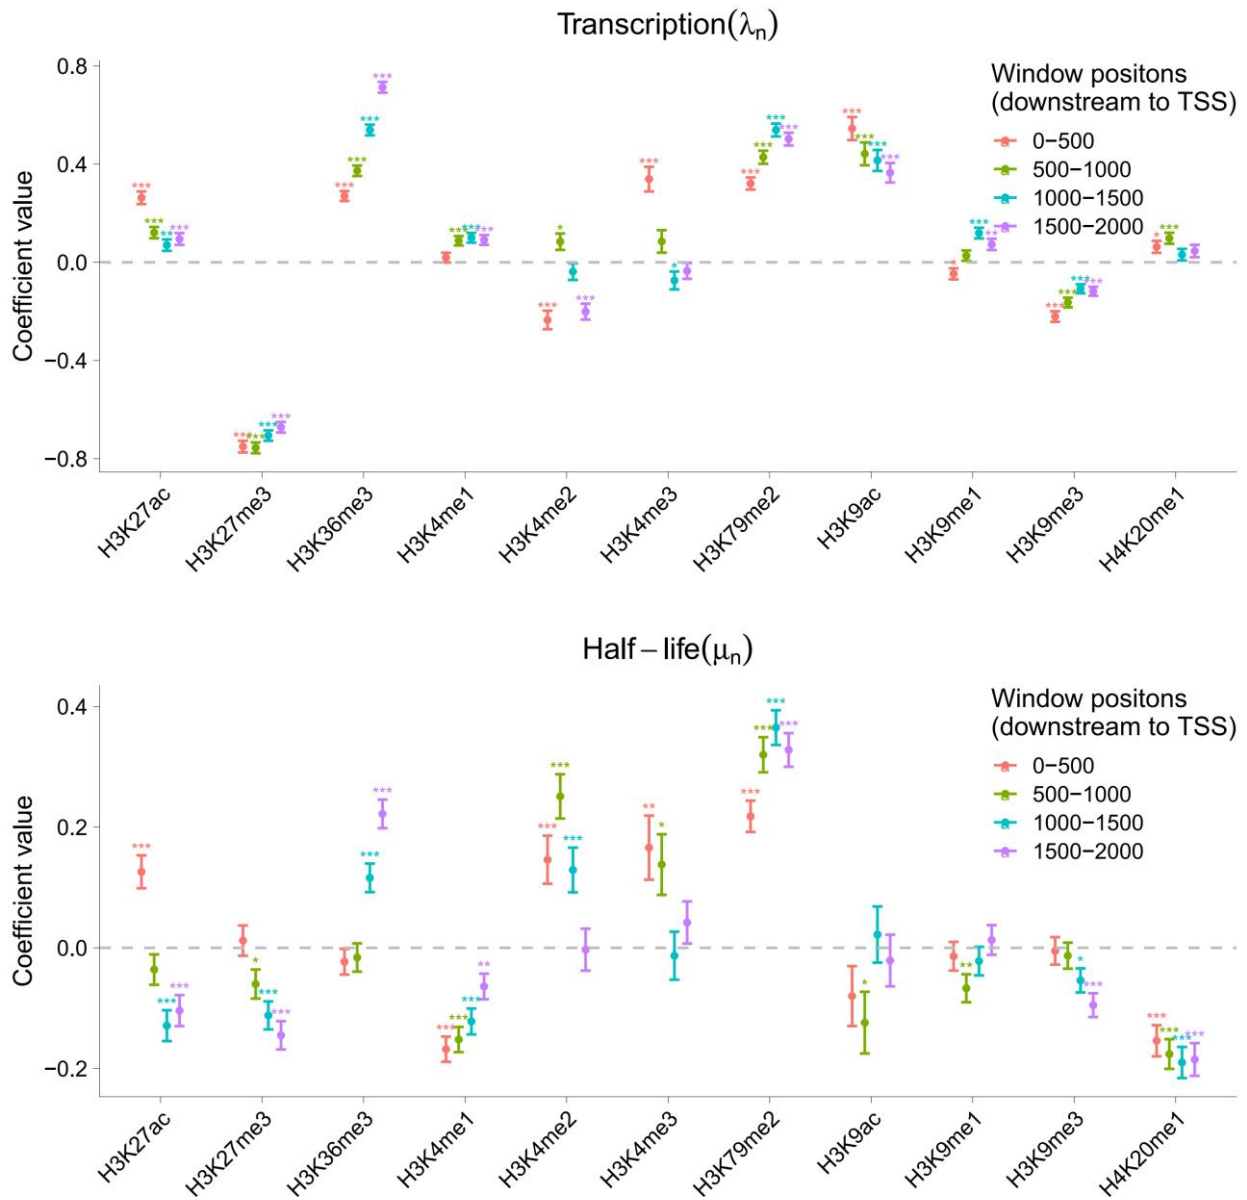 Transcription(λn)
Coefficient value
0.8
0.4
0.0
−0.4
−0.8
Window positons
(downstream to TSS)
0−500
500−1000
1000−1500
1500−2000
H3K27ac
H3K27me3
H3K36me3
H3K4me1
H3K4me2
H3K4me3
H3K79me2
H3K9ac
H3K9me1
H3K9me3
H4K20me1
Half−life(μn)
Coefficient value
0.4
0.2
0.0
−0.2
Window positons
(downstream to TSS)
0−500
500−1000
1000−1500
1500−2000
H3K27ac
H3K27me3
H3K36me3
H3K4me1
H3K4me2
H3K4me3
H3K79me2
H3K9ac
H3K9me1
H3K9me3
H4K20me1